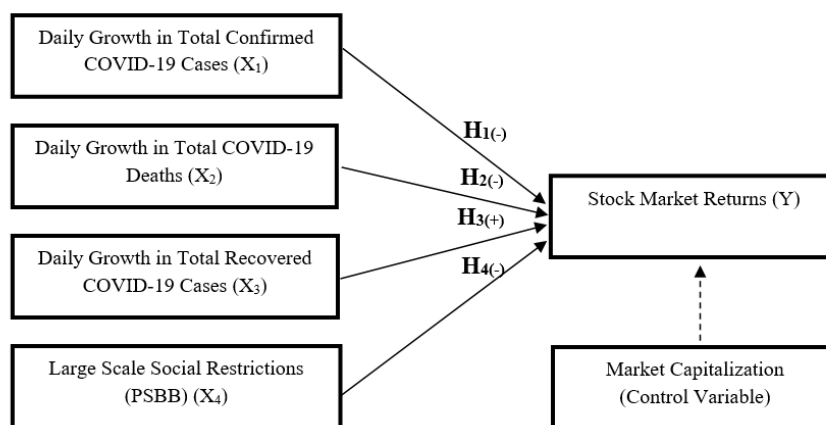 Daily Growth in Total Confirmed
COVID-19 Cases (X₁)
H₁(-)
Daily Growth in Total COVID-19
Deaths (X₂)
H₂(-)
Stock Market Returns (Y)
H₃(+)
Daily Growth in Total Recovered
COVID-19 Cases (X₃)
H₄(-)
Large Scale Social Restrictions
(PSBB) (X₄)
Market Capitalization
(Control Variable)